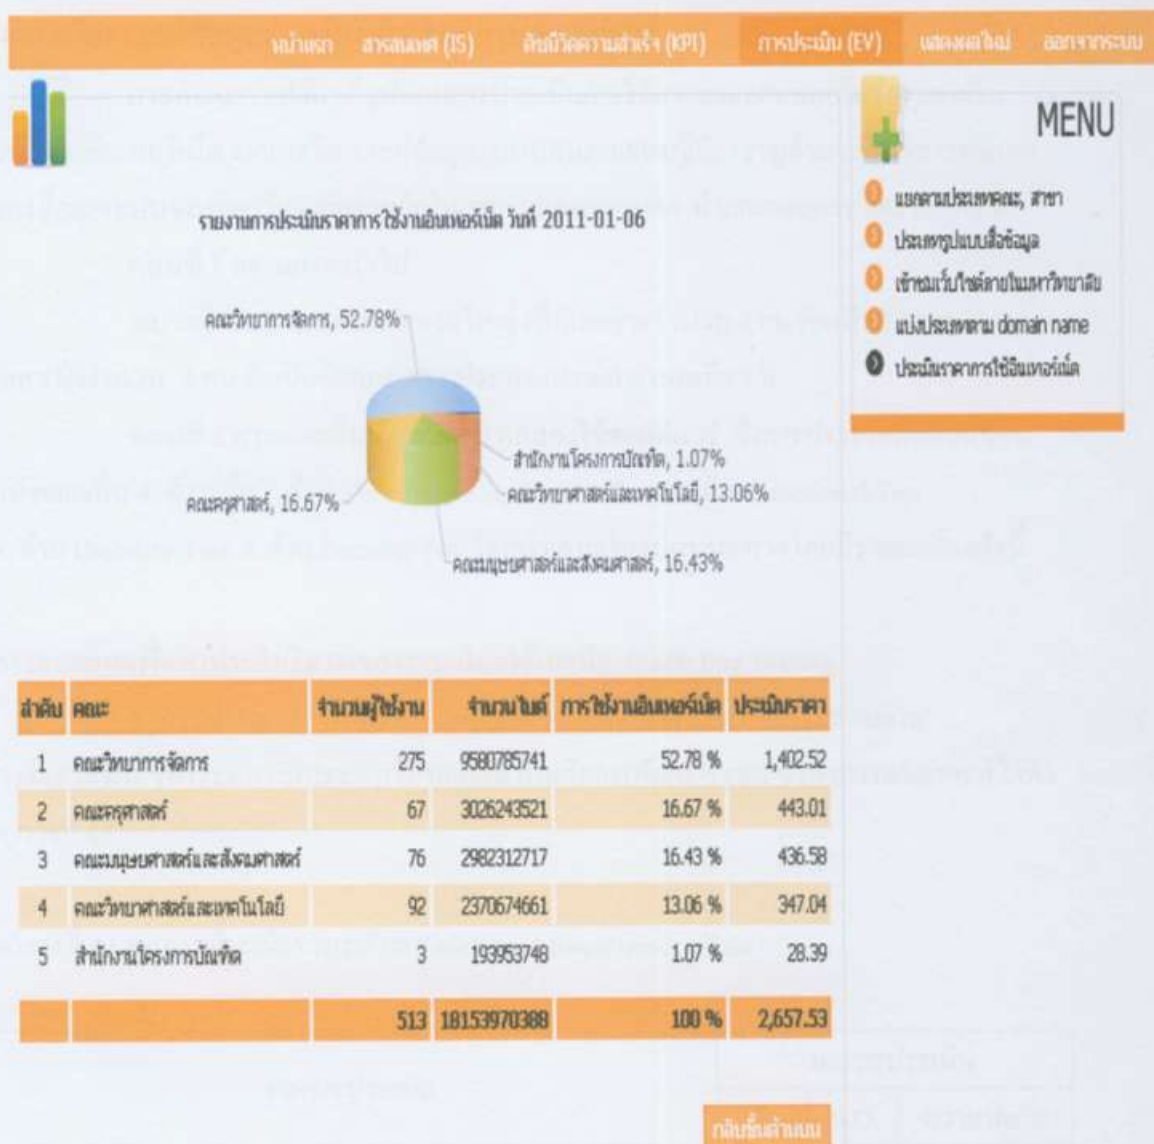 หน้าแรก สารสนเทศ (IS) ดัชนีวัดความสำเร็จ (KPI) การประเมิน (EV) แสดงผลใหม่ ออกจากระบบ
MENU
แยกตามประเภทคณะ, สาขา
ประเภทรูปแบบสื่อข้อมูล
เข้าชมเว็บไซต์ภายในมหาวิทยาลัย
แบ่งประเภทตาม domain name
ประเมินราคาการใช้อินเทอร์เน็ต
รายงานการประเมินราคาการใช้งานอินเทอร์เน็ต วันที่ 2011-01-06
คณะวิทยาการจัดการ, 52.78%
สำนักงานโครงการบัณฑิต, 1.07%
คณะวิทยาศาสตร์และเทคโนโลยี, 13.06%
คณะครุศาสตร์, 16.67%
คณะมนุษยศาสตร์และสังคมศาสตร์, 16.43%
ลำดับ คณะ จำนวนผู้ใช้งาน จำนวนไบต์ การใช้งานอินเทอร์เน็ต ประเมินราคา
1 คณะวิทยาการจัดการ 275 9580785741 52.78 % 1,402.52
2 คณะครุศาสตร์ 67 3026243521 16.67 % 443.01
3 คณะมนุษยศาสตร์และสังคมศาสตร์ 76 2982312717 16.43 % 436.58
4 คณะวิทยาศาสตร์และเทคโนโลยี 92 2370674661 13.06 % 347.04
5 สำนักงานโครงการบัณฑิต 3 193953748 1.07 % 28.39
513 18153970388 100 % 2,657.53
กลับขึ้นด้านบน